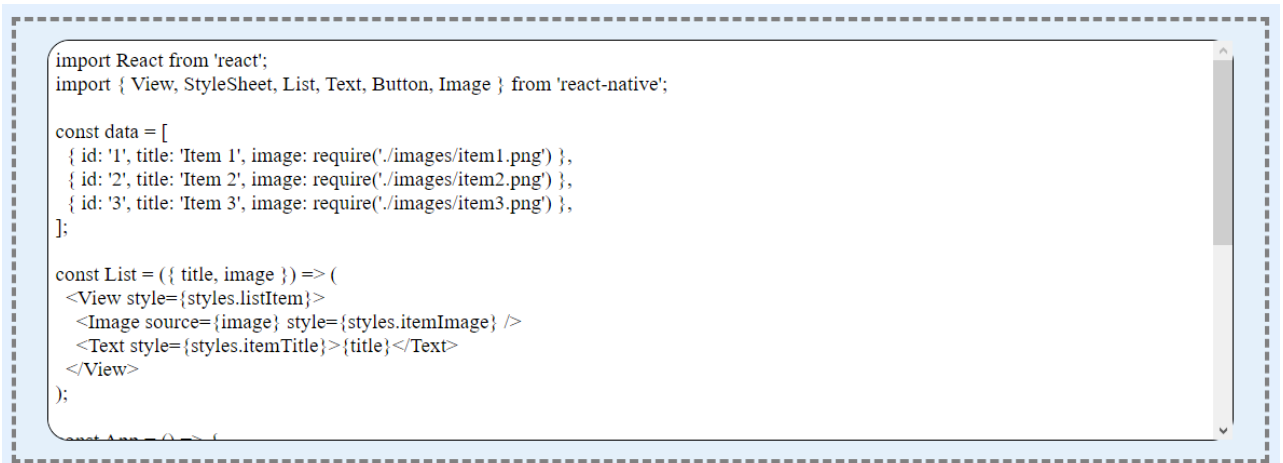 import React from 'react';
import { View, StyleSheet, List, Text, Button, Image } from 'react-native';

const data = [
  { id: '1', title: 'Item 1', image: require('./images/item1.png') },
  { id: '2', title: 'Item 2', image: require('./images/item2.png') },
  { id: '3', title: 'Item 3', image: require('./images/item3.png') },
];

const List = ({ title, image }) => (
  <View style={styles.listItem}>
    <Image source={image} style={styles.itemImage} />
    <Text style={styles.itemTitle}>{title}</Text>
  </View>
);

const App = () => {